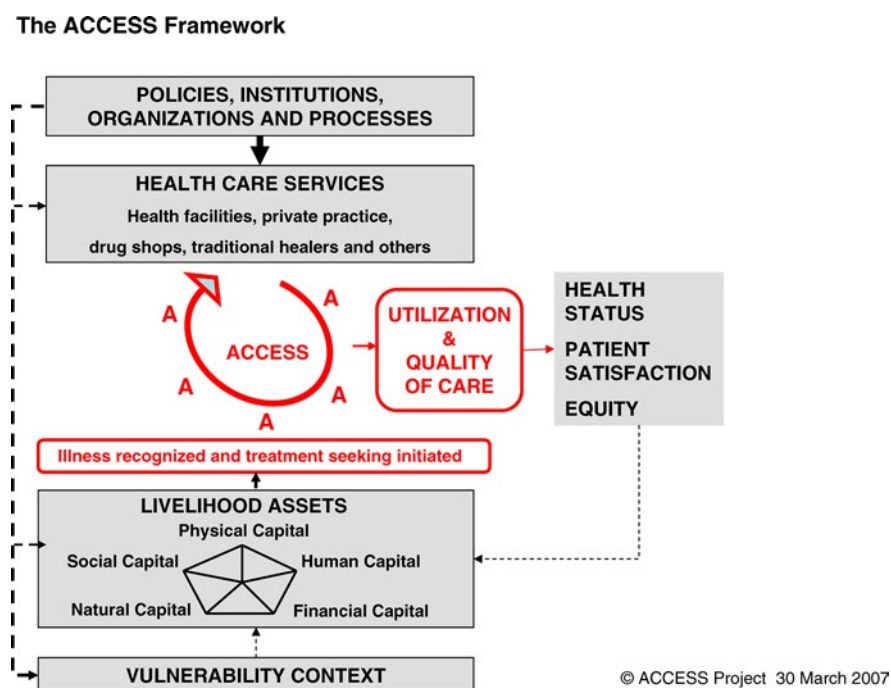 The ACCESS Framework
POLICIES, INSTITUTIONS,
ORGANIZATIONS AND PROCESSES
HEALTH CARE SERVICES
Health facilities, private practice,
drug shops, traditional healers and others
A
A
A
A
A
ACCESS
UTILIZATION
&
QUALITY
OF CARE
HEALTH
STATUS
PATIENT
SATISFACTION
EQUITY
Illness recognized and treatment seeking initiated
LIVELIHOOD ASSETS
Physical Capital
Social Capital
Human Capital
Natural Capital
Financial Capital
VULNERABILITY CONTEXT
© ACCESS Project 30 March 2007